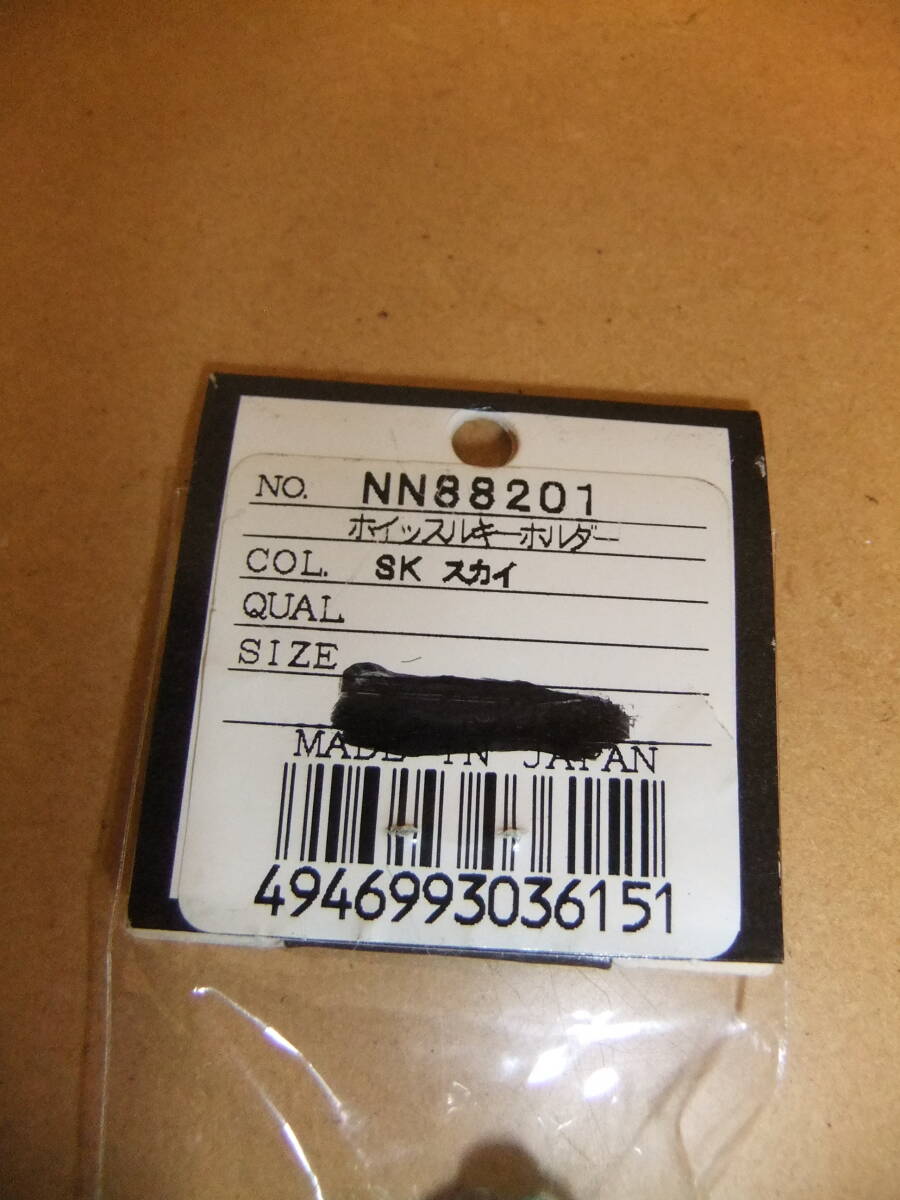 NO. NN88201
ホイッスルキーホルダー
COL. SK スカイ
QUAL
SIZE
MADE IN JAPAN
4946993036151